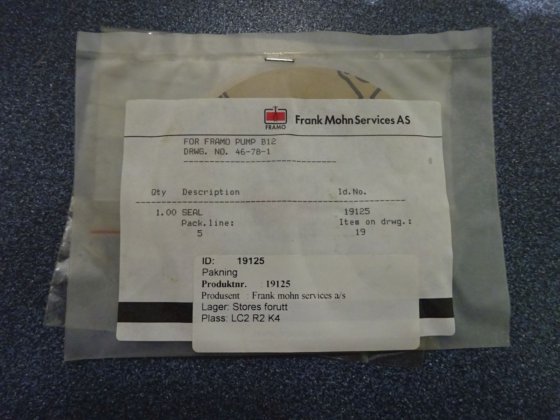 FRAMO
Frank Mohn Services AS
FOR FRAMO PUMP B12
DRWG. NO. 46-78-1
Qty Description Id.No.
1.00 SEAL 19125
Pack.line: Item on drwg.:
5 19
ID: 19125
Pakning
Produktnr. 19125
Produsent : Frank mohn services a/s
Lager: Stores forutt
Plass: LC2 R2 K4